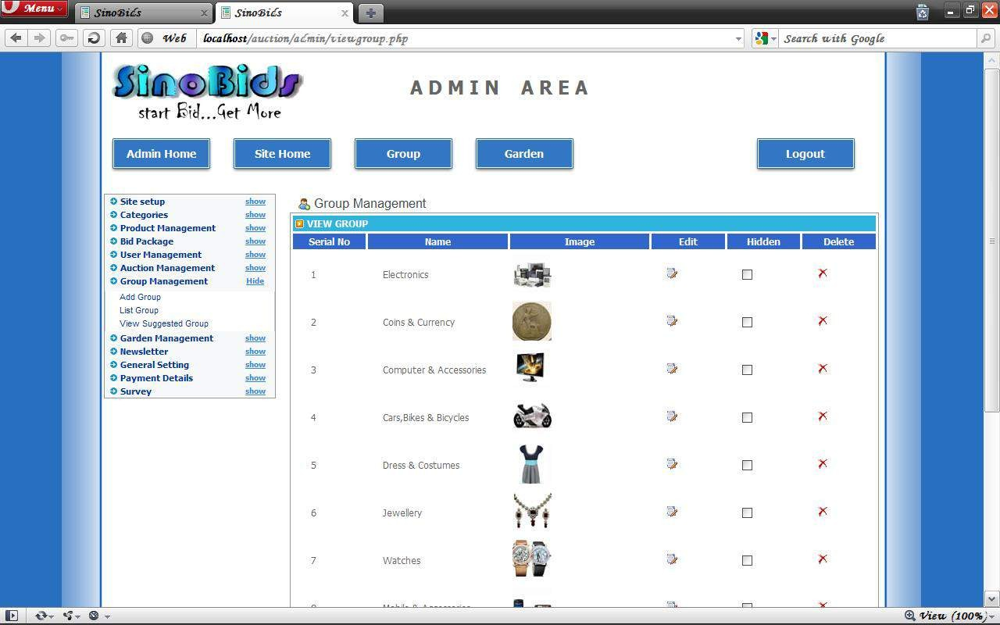 Menu
SinoBids
SinoBids
Web
localhost/auction/admin/viewgroup.php
Search with Google
SinoBids
start Bid...Get More
ADMIN AREA
Admin Home
Site Home
Group
Garden
Logout
Site setup show
Categories show
Product Management show
Bid Package show
User Management show
Auction Management show
Group Management Hide
Add Group
List Group
View Suggested Group
Garden Management show
Newsletter show
General Setting show
Payment Details show
Survey show
Group Management
VIEW GROUP
Serial No Name Image Edit Hidden Delete
1 Electronics
2 Coins & Currency
3 Computer & Accessories
4 Cars,Bikes & Bicycles
5 Dress & Costumes
6 Jewellery
7 Watches
8 Mobile & Accessories
View (100%)